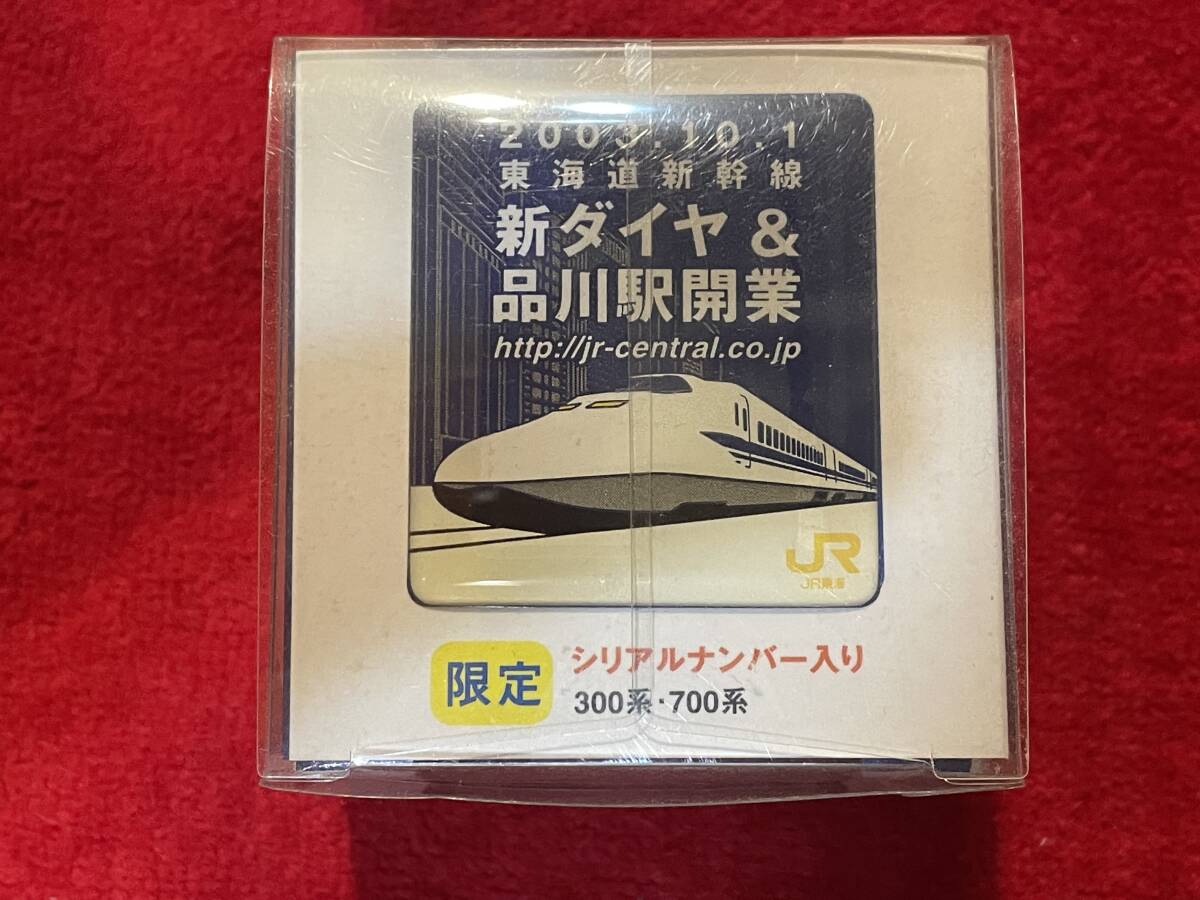 2003.10.1
東海道新幹線
新ダイヤ&
品川駅開業
http://jr-central.co.jp
JR
JR東海
限定
シリアルナンバー入り
300系・700系